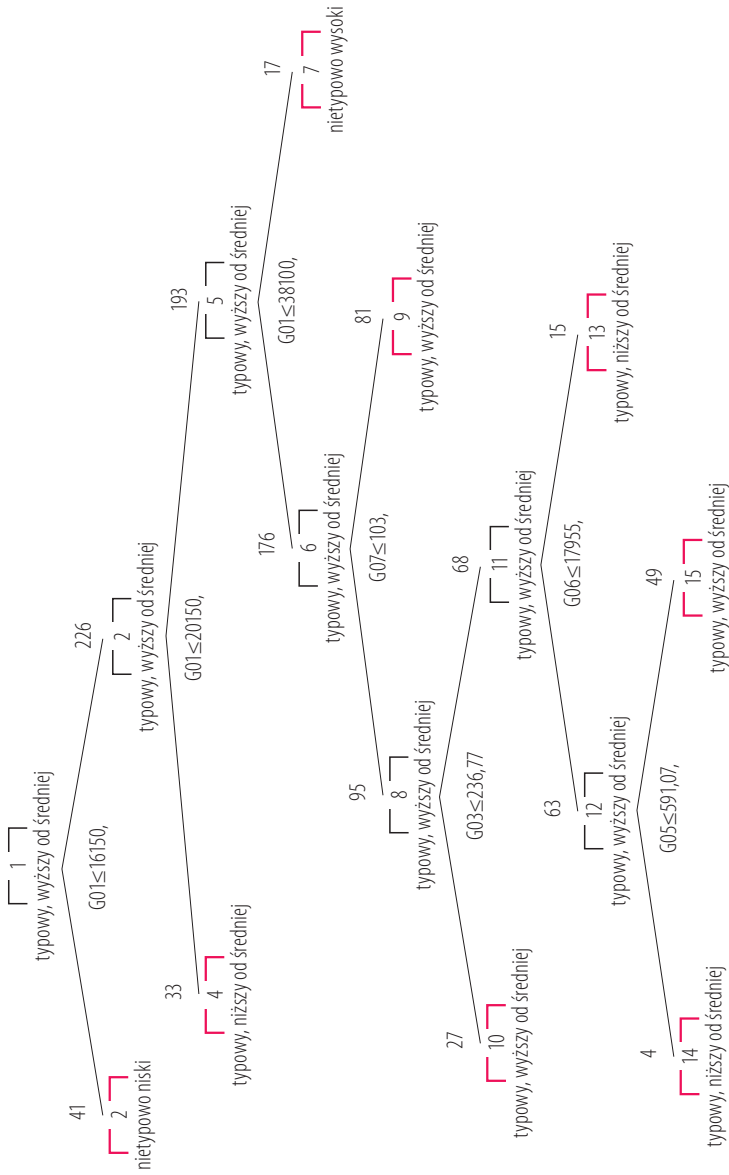 1
typowy, wyższy od średniej
G01≤16150,
41
2
nietypowo niski
226
2
typowy, wyższy od średniej
G01≤20150,
33
4
typowy, niższy od średniej
193
5
typowy, wyższy od średniej
G01≤38100,
176
6
typowy, wyższy od średniej
G07≤103,
17
7
nietypowo wysoki
95
8
typowy, wyższy od średniej
G03≤236,77
81
9
typowy, wyższy od średniej
27
10
typowy, wyższy od średniej
68
11
typowy, wyższy od średniej
G06≤17955,
63
12
typowy, wyższy od średniej
G05≤591,07,
15
13
typowy, niższy od średniej
4
14
typowy, niższy od średniej
49
15
typowy, wyższy od średniej